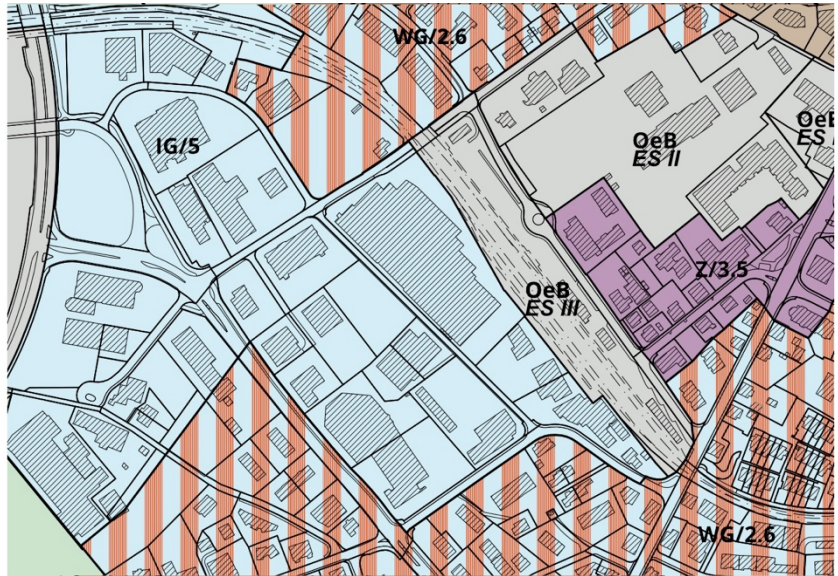 WG/2.6
IG/5
OeB
ES II
OeB
ES
Z/3.5
OeB
ES III
WG/2.6